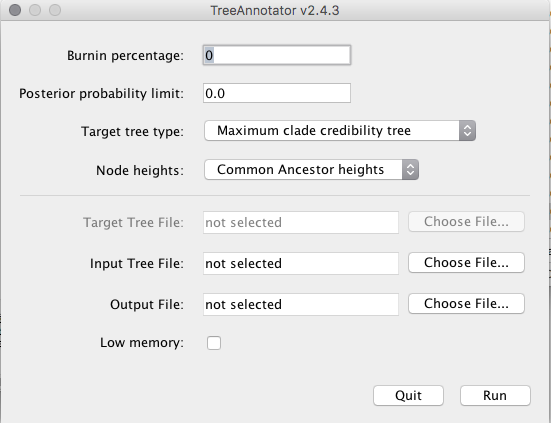 TreeAnnotator v2.4.3
Burnin percentage: 0
Posterior probability limit: 0.0
Target tree type: Maximum clade credibility tree
Node heights: Common Ancestor heights
Target Tree File: not selected Choose File...
Input Tree File: not selected Choose File...
Output File: not selected Choose File...
Low memory:
Quit Run